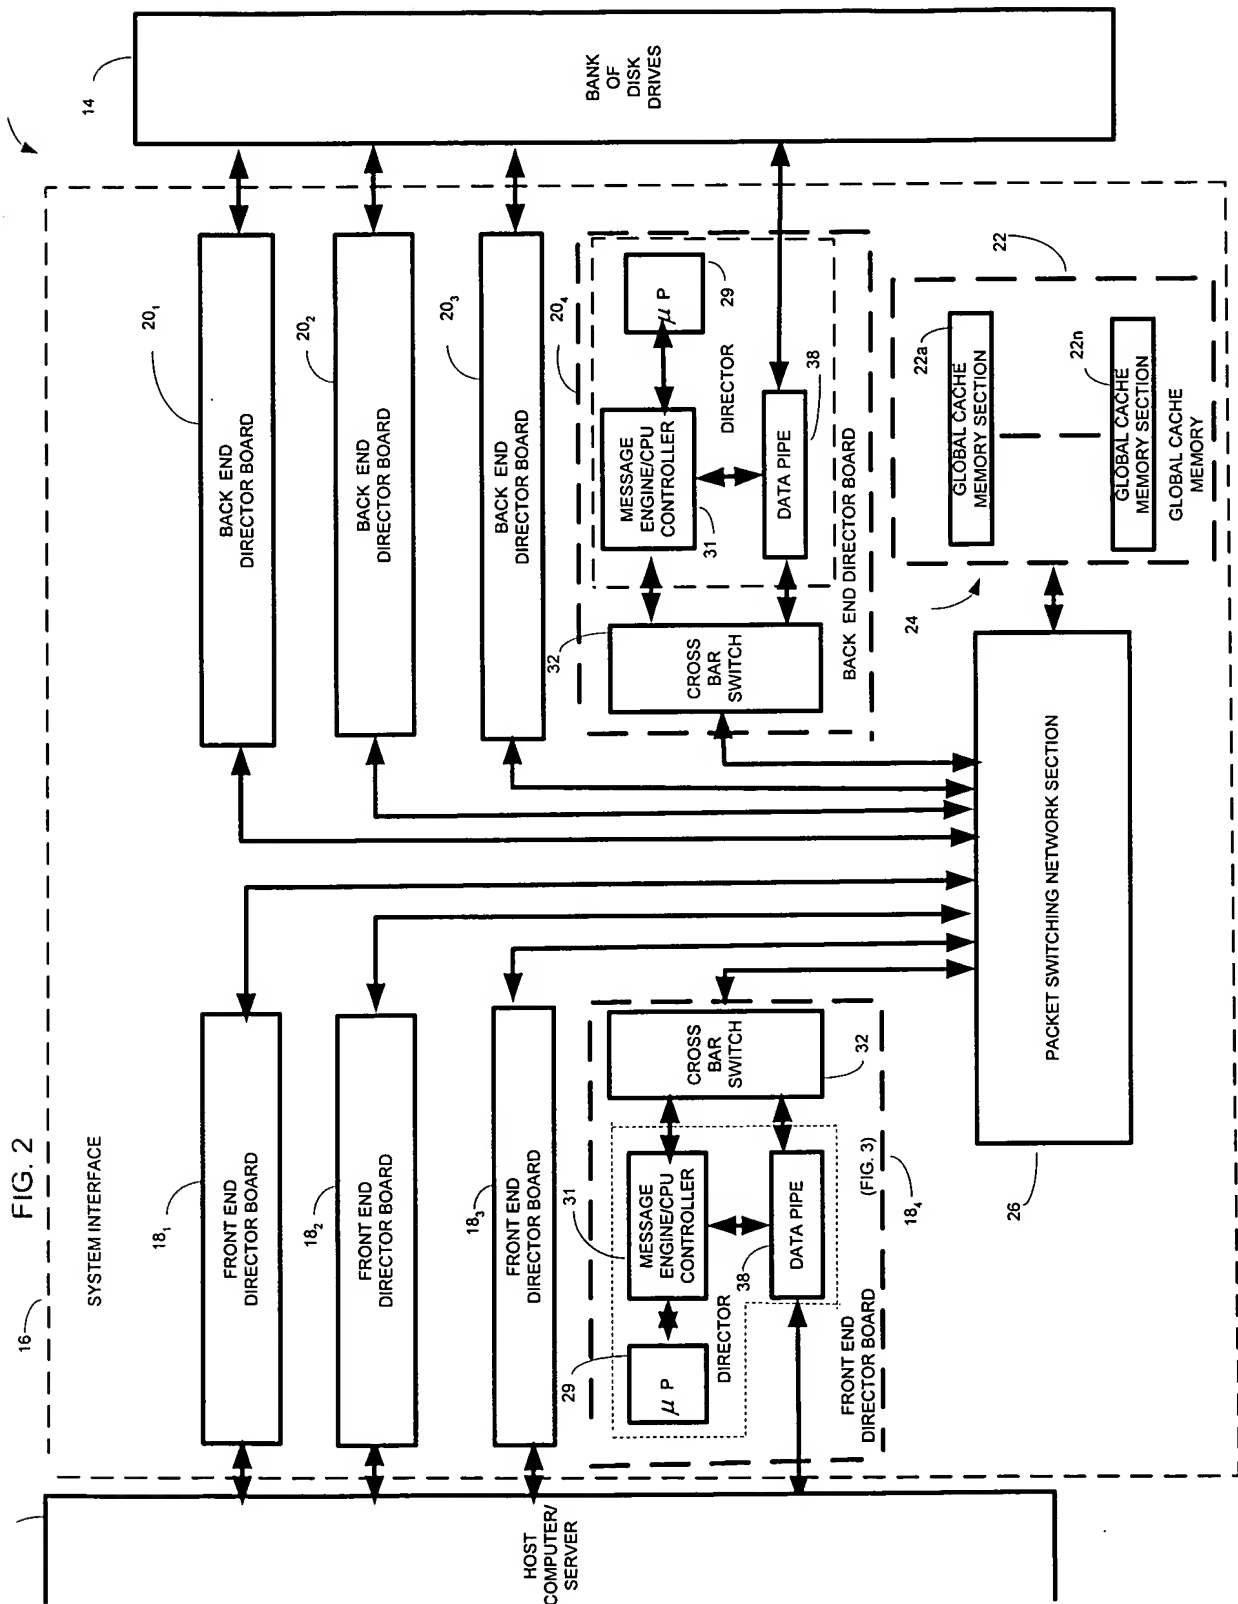 FIG. 2
16
SYSTEM INTERFACE
14
BANK
OF
DISK
DRIVES
HOST
COMPUTER/
SERVER
18₁
FRONT END
DIRECTOR BOARD
18₂
FRONT END
DIRECTOR BOARD
18₃
FRONT END
DIRECTOR BOARD
20₁
BACK END
DIRECTOR BOARD
20₂
BACK END
DIRECTOR BOARD
20₃
BACK END
DIRECTOR BOARD
29
μ P
31
MESSAGE
ENGINE/CPU
CONTROLLER
CROSS
BAR
SWITCH
32
DIRECTOR
38
DATA PIPE
FRONT END
DIRECTOR BOARD
(FIG. 3)
18₄
32
CROSS
BAR
SWITCH
MESSAGE
ENGINE/CPU
CONTROLLER
31
20₄
μ P
29
DIRECTOR
DATA PIPE
38
BACK END DIRECTOR BOARD
26
PACKET SWITCHING NETWORK SECTION
24
22
22a
GLOBAL CACHE
MEMORY SECTION
22n
GLOBAL CACHE
MEMORY SECTION
GLOBAL CACHE
MEMORY